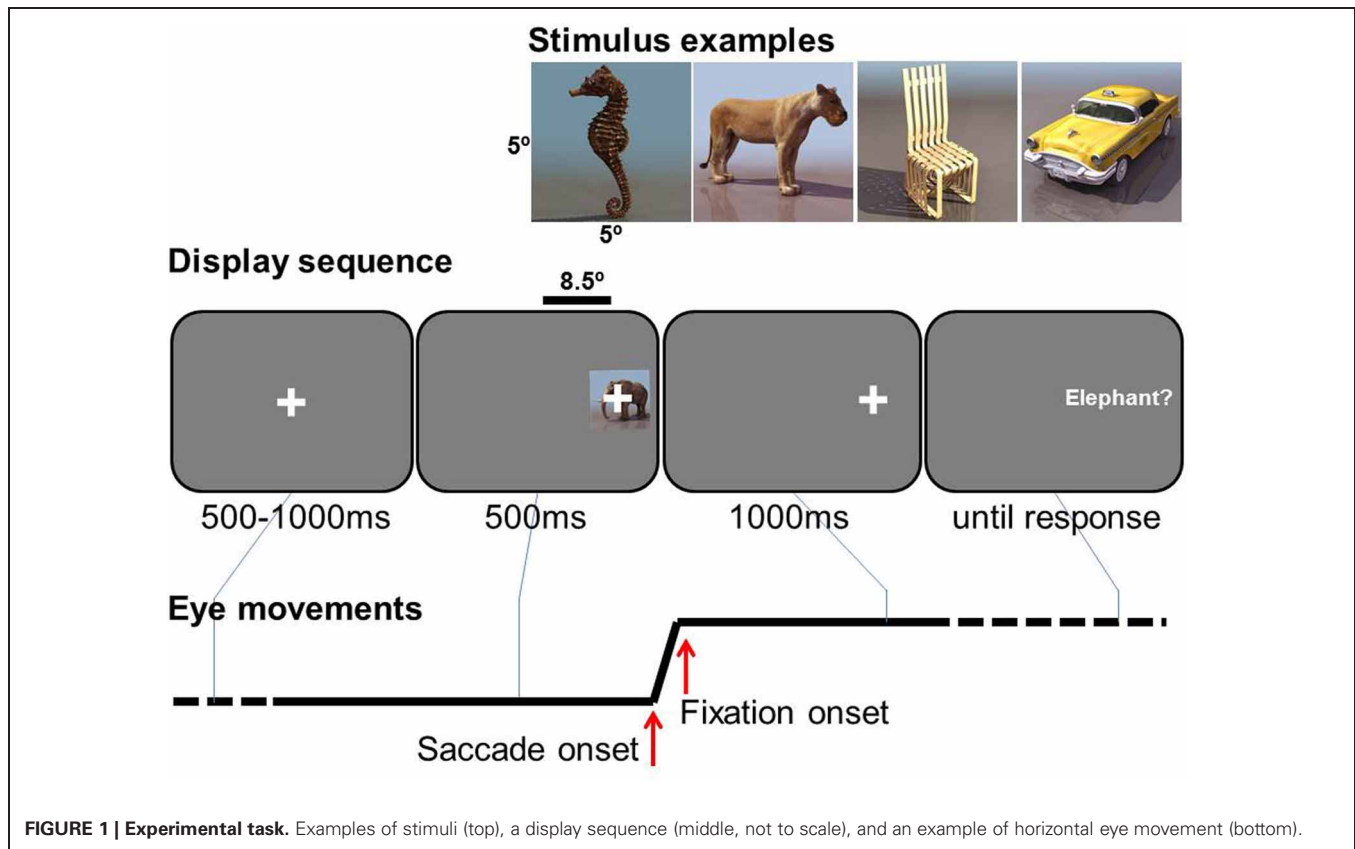 Stimulus examples
5º
5º
Display sequence
8.5º
Elephant?
500-1000ms 500ms 1000ms until response
Eye movements
Fixation onset
Saccade onset
FIGURE 1 | Experimental task. Examples of stimuli (top), a display sequence (middle, not to scale), and an example of horizontal eye movement (bottom).